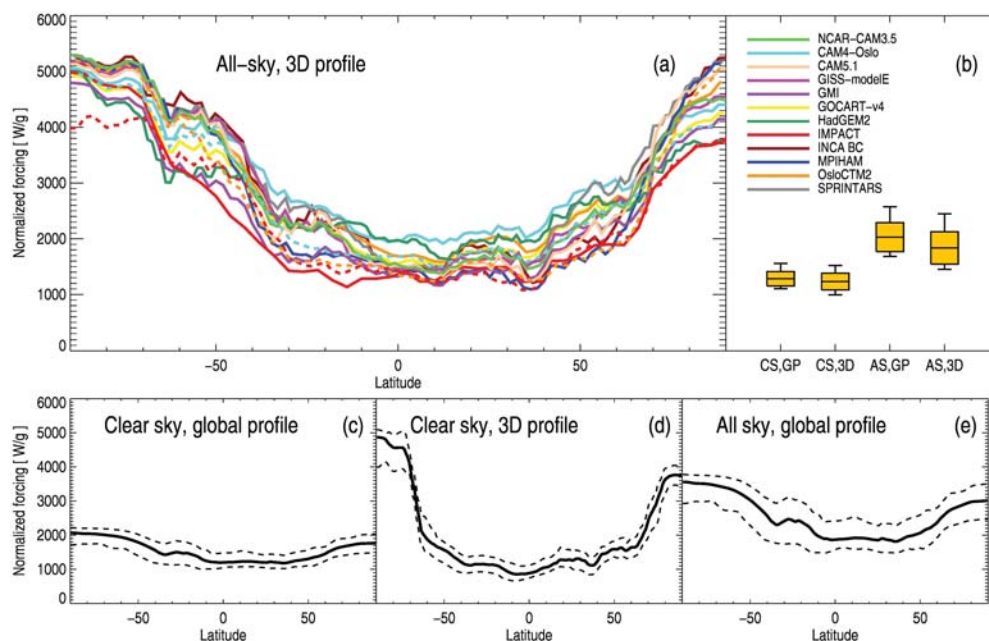 6000
5000
4000
3000
2000
1000
0
Normalized forcing [ W/g]
All−sky, 3D profile
(a)
−50
0
50
Latitude
NCAR−CAM3.5
CAM4−Oslo
CAM5.1
GISS−modelE
GMI
GOCART−v4
HadGEM2
IMPACT
INCA BC
MPIHAM
OsloCTM2
SPRINTARS
(b)
CS,GP
CS,3D
AS,GP
AS,3D
6000
5000
4000
3000
2000
1000
0
Normalized forcing [ W/g]
Clear sky, global profile
(c)
−50
0
50
Latitude
Clear sky, 3D profile
(d)
−50
0
50
Latitude
All sky, global profile
(e)
−50
0
50
Latitude